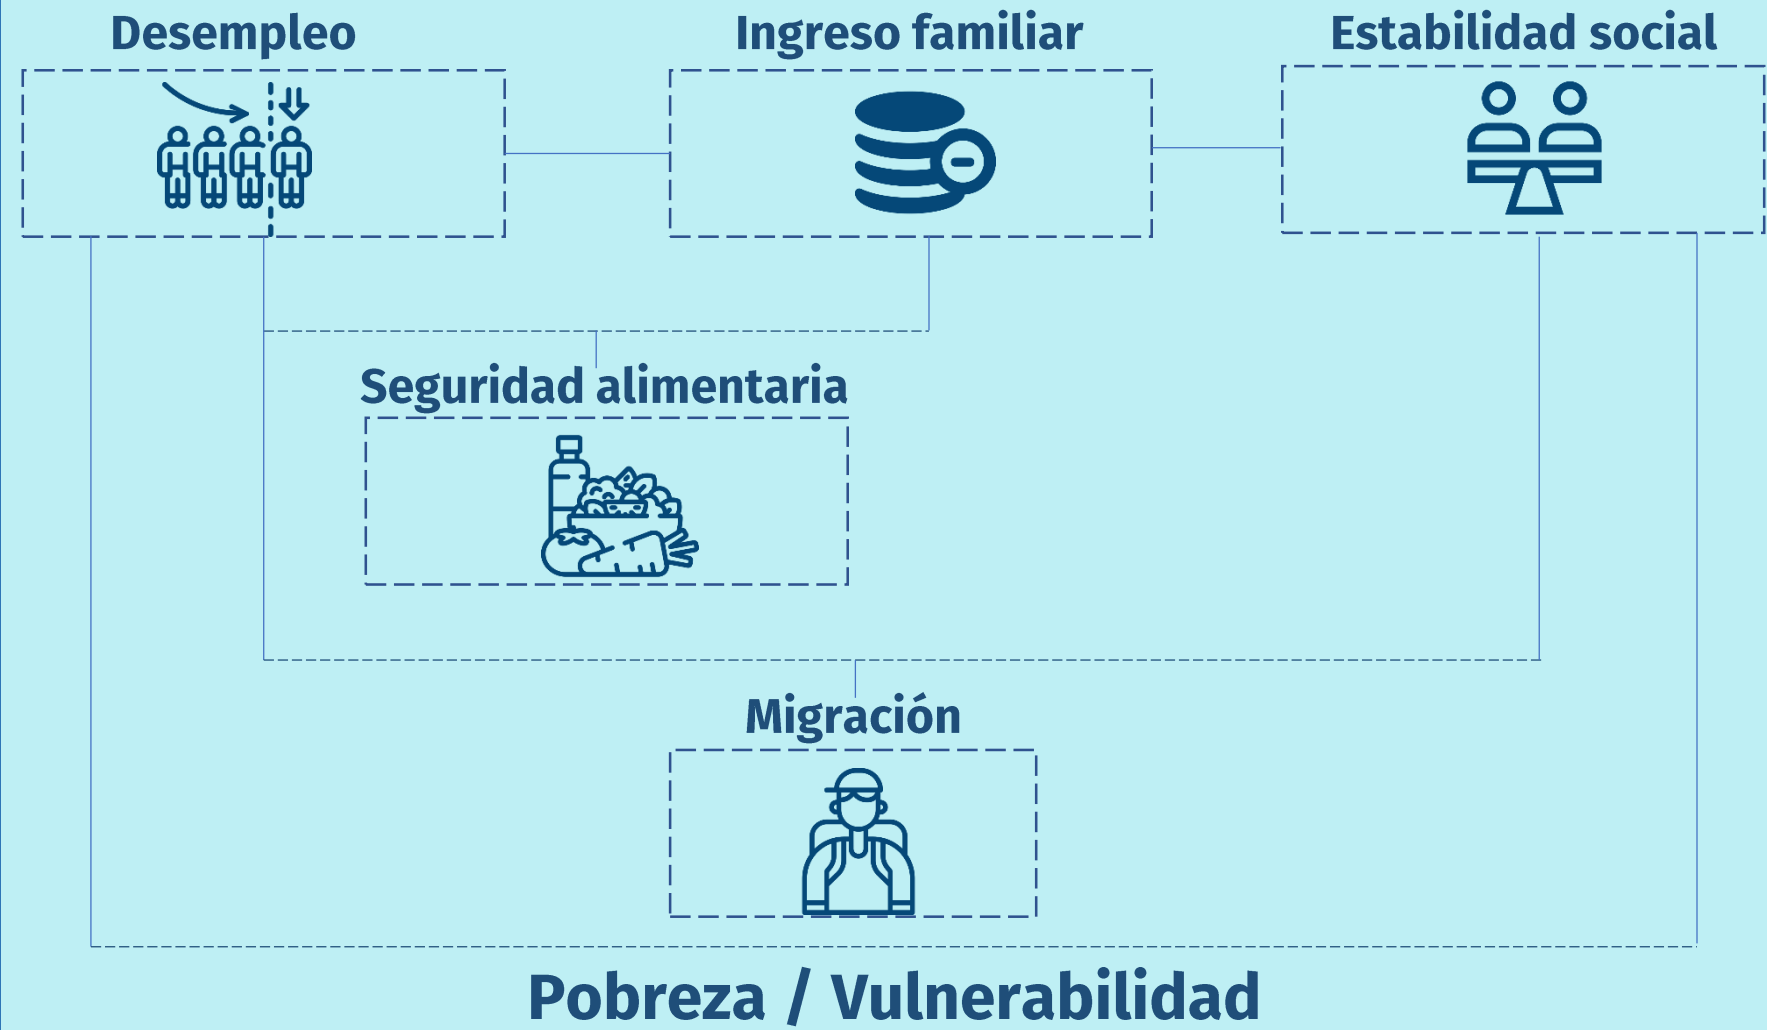 Desempleo
Ingreso familiar
Estabilidad social
Seguridad alimentaria
Migración
Pobreza / Vulnerabilidad